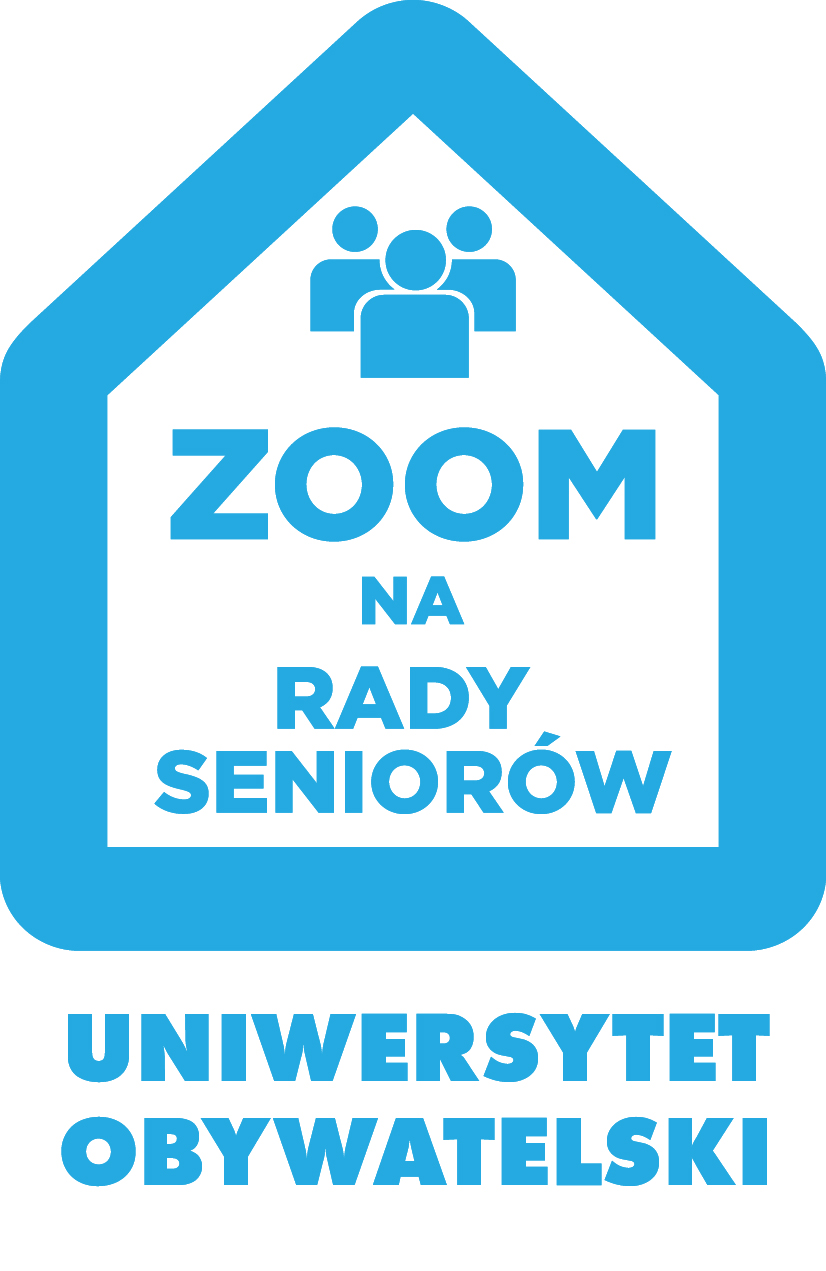 ZOOM
NA
RADY
SENIORÓW
UNIWERSYTET
OBYWATELSKI